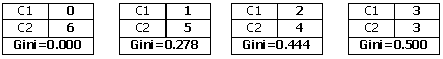 C1 0
C2 6
Gini=0.000
C1 1
C2 5
Gini=0.278
C1 2
C2 4
Gini=0.444
C1 3
C2 3
Gini=0.500